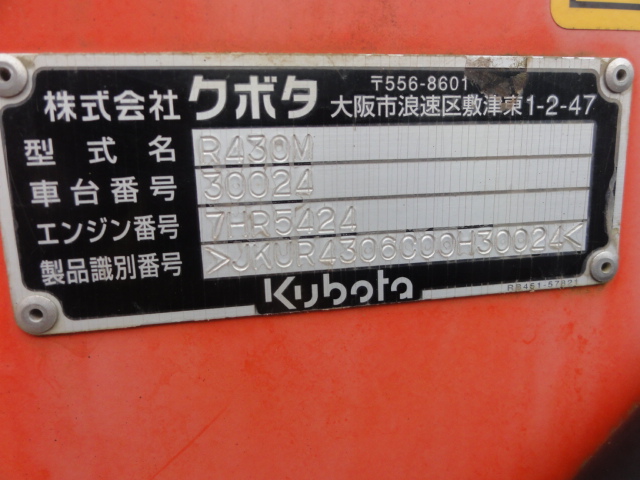 株式会社 クボタ 〒556-8601
大阪市浪速区敷津東1-2-47
型式名 R430M
車台番号 30024
エンジン番号 7HR5424
製品識別番号 >JKUR4306C00H30024<
Kubota